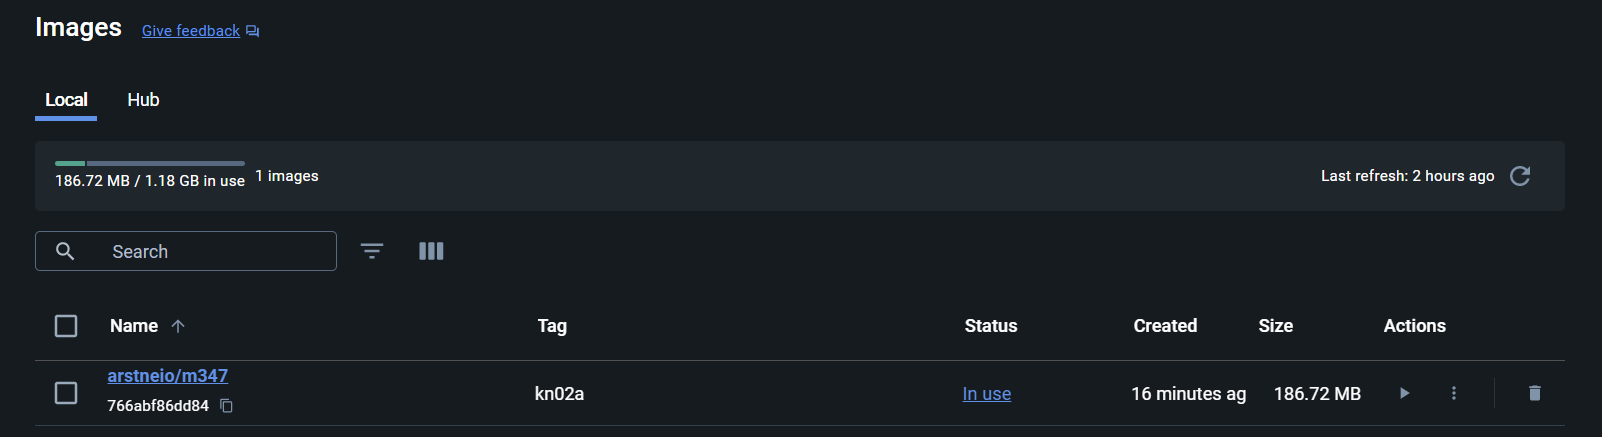 Images Give feedback
Local Hub
186.72 MB / 1.18 GB in use 1 images Last refresh: 2 hours ago
Search
Name Tag Status Created Size Actions
arstneio/m347
766abf86dd84 kn02a In use 16 minutes ag 186.72 MB